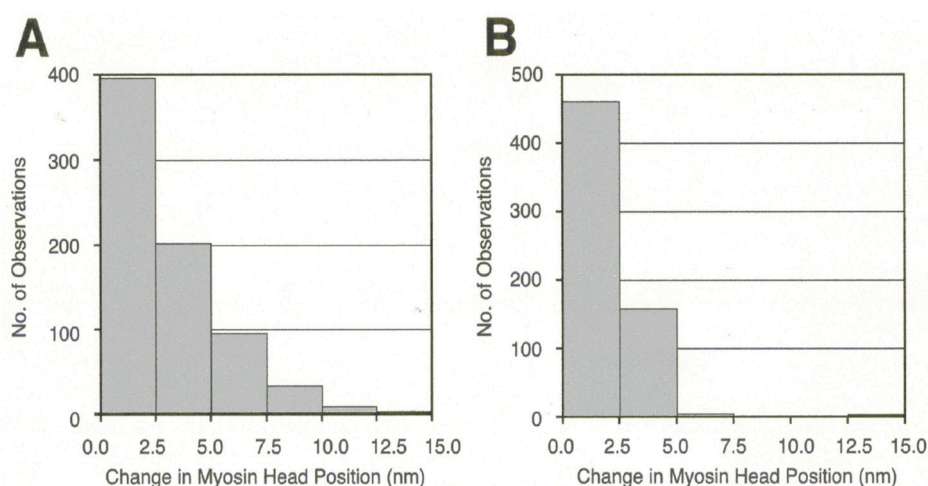 A
400
300
200
100
0
No. of Observations
0.0 2.5 5.0 7.5 10.0 12.5 15.0
Change in Myosin Head Position (nm)
B
500
400
300
200
100
0
No. of Observations
0.0 2.5 5.0 7.5 10.0 12.5 15.0
Change in Myosin Head Position (nm)